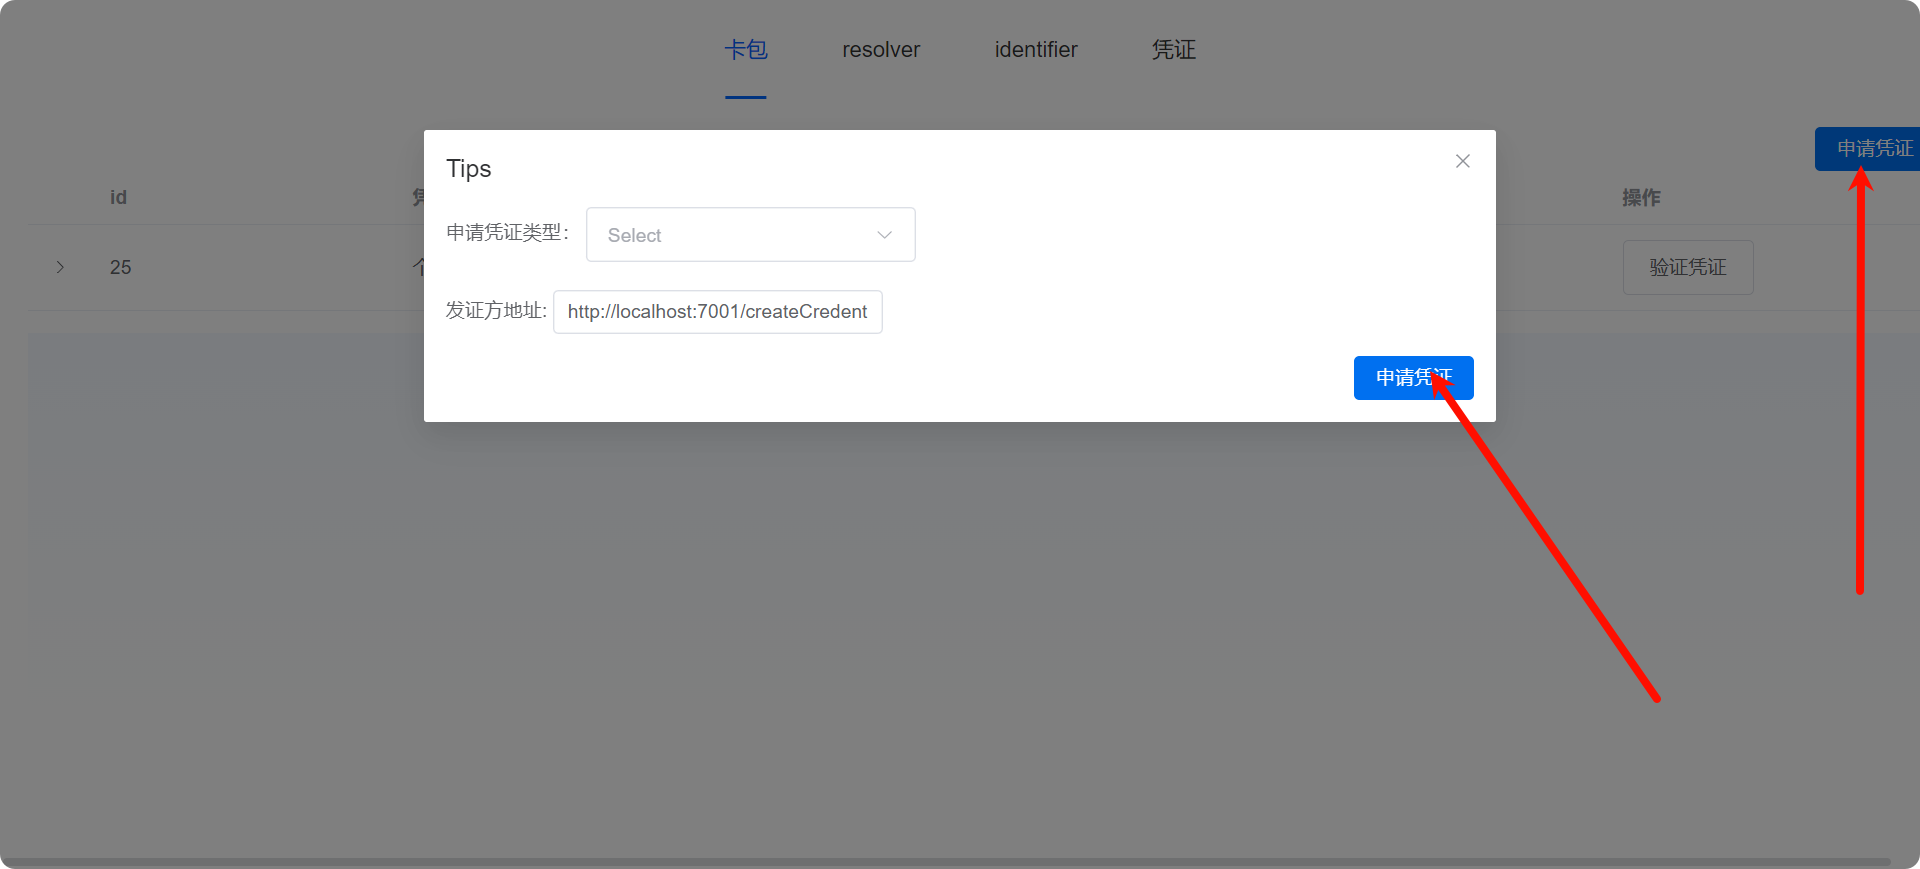 卡包 resolver identifier 凭证
申请凭证
Tips
id 操作
申请凭证类型： Select
25 验证凭证
发证方地址: http://localhost:7001/createCredent
申请凭证